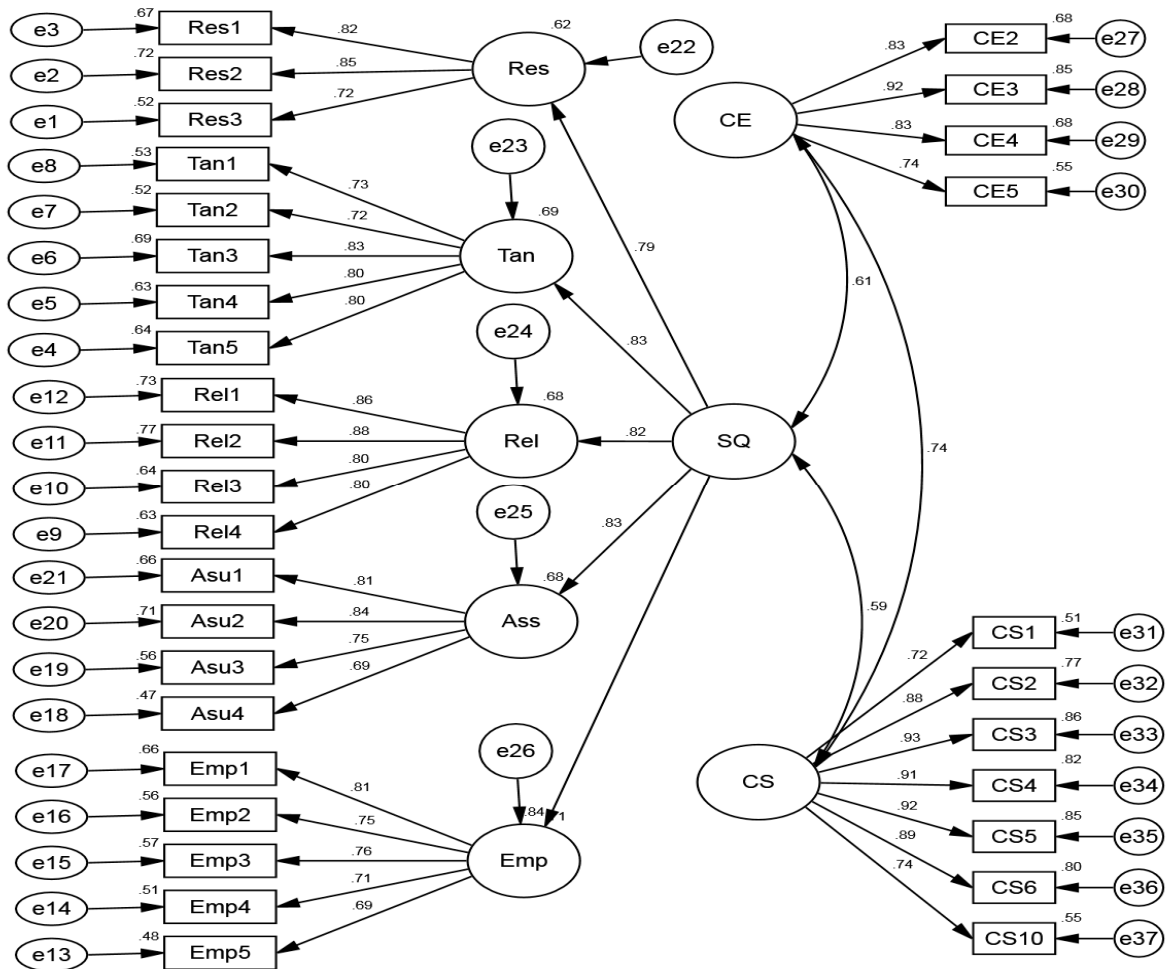 e3 .67 Res1 .82
e2 .72 Res2 .85
e1 .52 Res3 .72
Res .62
e22
e8 .53 Tan1 .73
e7 .52 Tan2 .72
e6 .69 Tan3 .83
e5 .63 Tan4 .80
e4 .64 Tan5 .80
e23
Tan .69
e12 .73 Rel1 .86
e11 .77 Rel2 .88
e10 .64 Rel3 .80
e9 .63 Rel4 .80
e24
Rel .68
e21 .66 Asu1 .81
e20 .71 Asu2 .84
e19 .56 Asu3 .75
e18 .47 Asu4 .69
e25
Ass .68
e17 .66 Emp1 .81
e16 .56 Emp2 .75
e15 .57 Emp3 .76
e14 .51 Emp4 .71
e13 .48 Emp5 .69
e26
Emp .84
.79
.83
.82
.83
SQ
.61
.74
.59
CE
.83 CE2 .68 e27
.92 CE3 .85 e28
.83 CE4 .68 e29
.74 CE5 .55 e30
CS
.72 CS1 .51 e31
.88 CS2 .77 e32
.93 CS3 .86 e33
.91 CS4 .82 e34
.92 CS5 .85 e35
.89 CS6 .80 e36
.74 CS10 .55 e37